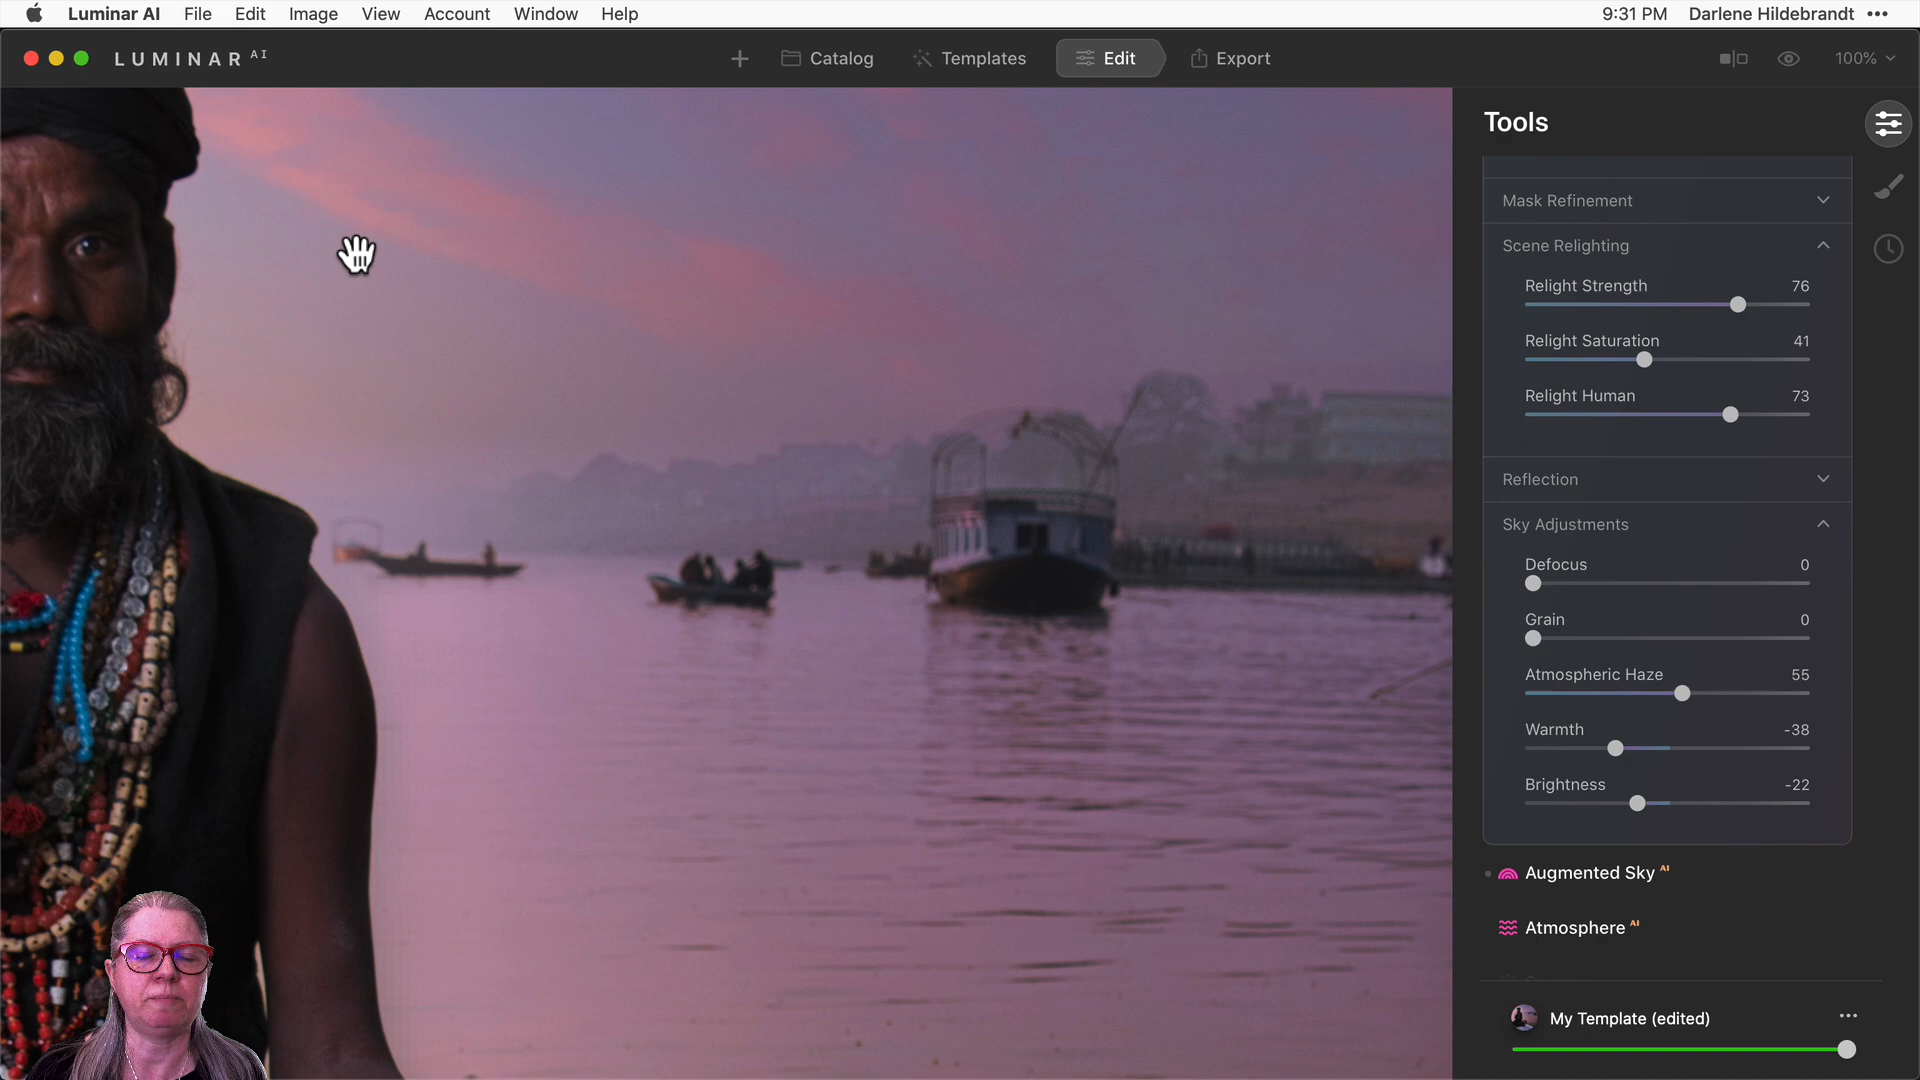 Luminar AI File Edit Image View Account Window Help 9:31 PM Darlene Hildebrandt
LUMINAR AI Catalog Templates Edit Export 100%
Tools
Mask Refinement
Scene Relighting
Relight Strength 76
Relight Saturation 41
Relight Human 73
Reflection
Sky Adjustments
Defocus 0
Grain 0
Atmospheric Haze 55
Warmth -38
Brightness -22
Augmented Sky AI
Atmosphere AI
My Template (edited)